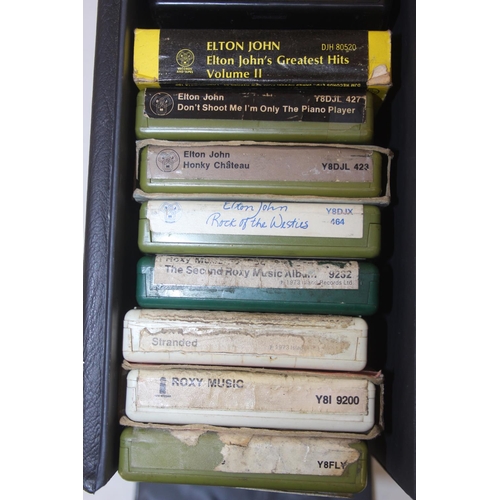 ELTON JOHN DJH 80520
Elton John's Greatest Hits
Volume II
Elton John Y8DJL 427
Don't Shoot Me I'm Only The Piano Player
Elton John
Honky Château Y8DJL 423
Elton John Y8DJX
Rock of the Westies 464
Roxy Music
The Second Roxy Music Album 9232
Stranded
ROXY MUSIC
Y8I 9200
Y8FLY